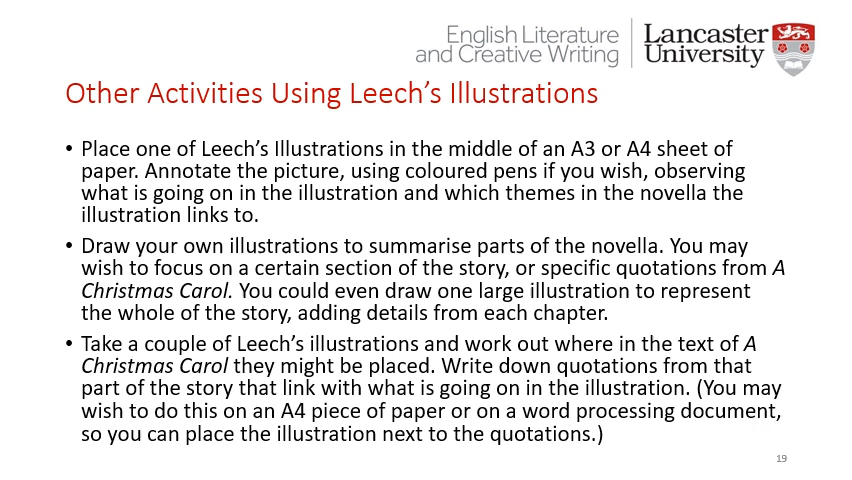 English Literature
and Creative Writing
Lancaster
University
Other Activities Using Leech’s Illustrations
• Place one of Leech’s Illustrations in the middle of an A3 or A4 sheet of
paper. Annotate the picture, using coloured pens if you wish, observing
what is going on in the illustration and which themes in the novella the
illustration links to.
• Draw your own illustrations to summarise parts of the novella. You may
wish to focus on a certain section of the story, or specific quotations from A
Christmas Carol. You could even draw one large illustration to represent
the whole of the story, adding details from each chapter.
• Take a couple of Leech’s illustrations and work out where in the text of A
Christmas Carol they might be placed. Write down quotations from that
part of the story that link with what is going on in the illustration. (You may
wish to do this on an A4 piece of paper or on a word processing document,
so you can place the illustration next to the quotations.)
19